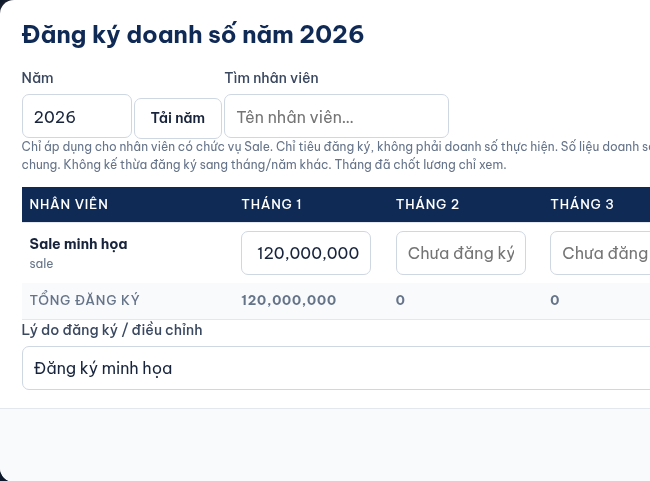 Đăng ký doanh số năm 2026
Năm
Tìm nhân viên
2026
Tải năm
Tên nhân viên...
Chỉ áp dụng cho nhân viên có chức vụ Sale. Chỉ tiêu đăng ký, không phải doanh số thực hiện. Số liệu doanh
chung. Không kế thừa đăng ký sang tháng/năm khác. Tháng đã chốt lương chỉ xem.
NHÂN VIÊN THÁNG 1 THÁNG 2 THÁNG 3
Sale minh họa 120,000,000 Chưa đăng ký Chưa đăng
sale
TỔNG ĐĂNG KÝ 120,000,000 0 0
Lý do đăng ký / điều chỉnh
Đăng ký minh họa